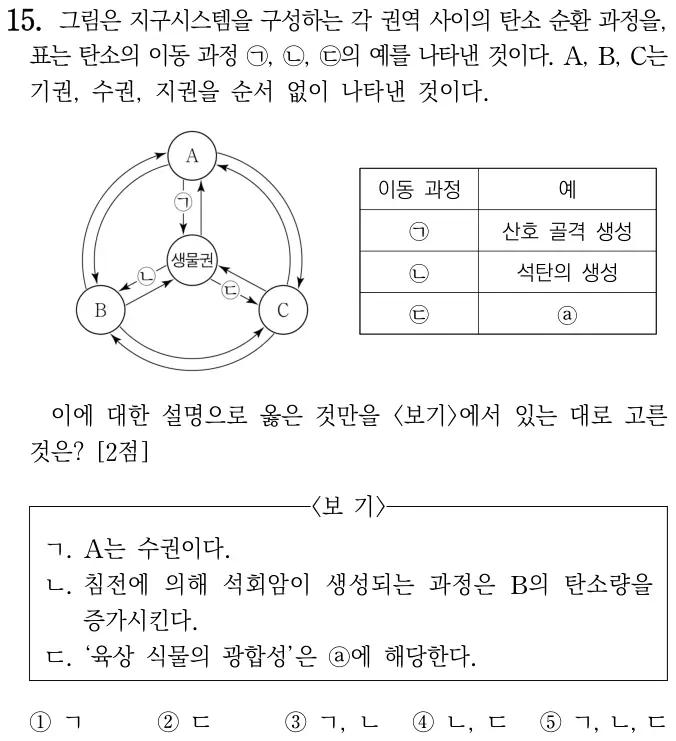 15. 그림은 지구시스템을 구성하는 각 권역 사이의 탄소 순환 과정을,
표는 탄소의 이동 과정 ㉠, ㉡, ㉢의 예를 나타낸 것이다. A, B, C는
기권, 수권, 지권을 순서 없이 나타낸 것이다.
A
㉠
생물권
㉡
㉢
B
C
이동 과정 예
㉠ 산호 골격 생성
㉡ 석탄의 생성
㉢ ⓐ
이에 대한 설명으로 옳은 것만을 〈보기〉에서 있는 대로 고른
것은? [2점]
〈보 기〉
ㄱ. A는 수권이다.
ㄴ. 침전에 의해 석회암이 생성되는 과정은 B의 탄소량을
증가시킨다.
ㄷ. ‘육상 식물의 광합성’은 ⓐ에 해당한다.
① ㄱ ② ㄷ ③ ㄱ, ㄴ ④ ㄴ, ㄷ ⑤ ㄱ, ㄴ, ㄷ